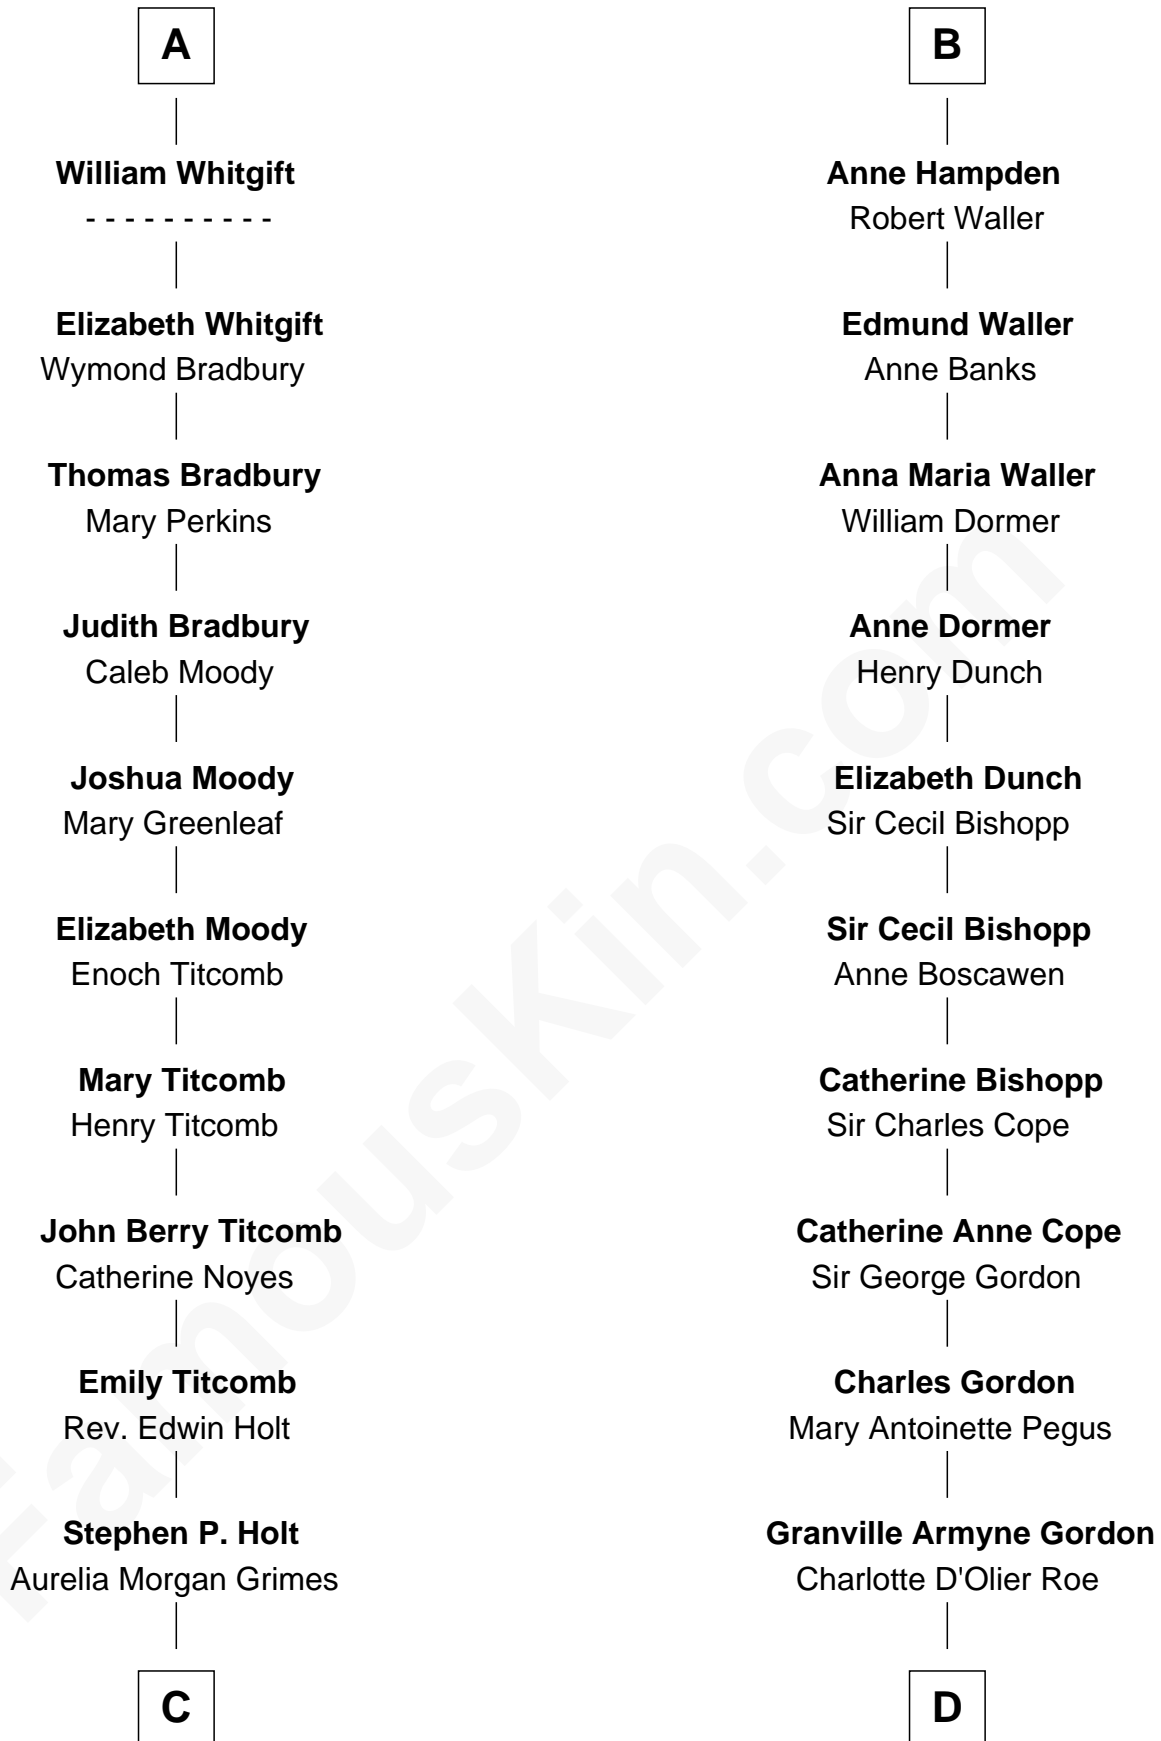 A
William Whitgift
- - - - - - - - - -
Elizabeth Whitgift
Wymond Bradbury
Thomas Bradbury
Mary Perkins
Judith Bradbury
Caleb Moody
Joshua Moody
Mary Greenleaf
Elizabeth Moody
Enoch Titcomb
Mary Titcomb
Henry Titcomb
John Berry Titcomb
Catherine Noyes
Emily Titcomb
Rev. Edwin Holt
Stephen P. Holt
Aurelia Morgan Grimes
C
B
Anne Hampden
Robert Waller
Edmund Waller
Anne Banks
Anna Maria Waller
William Dormer
Anne Dormer
Henry Dunch
Elizabeth Dunch
Sir Cecil Bishopp
Sir Cecil Bishopp
Anne Boscawen
Catherine Bishopp
Sir Charles Cope
Catherine Anne Cope
Sir George Gordon
Charles Gordon
Mary Antoinette Pegus
Granville Armyne Gordon
Charlotte D'Olier Roe
D
FamousKin.com